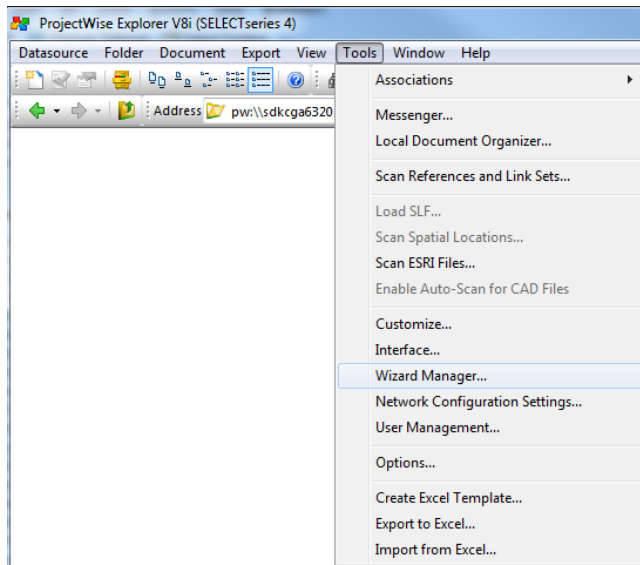 ProjectWise Explorer V8i (SELECTseries 4)
Datasource Folder Document Export View Tools Window Help
Address pw:\\sdkcga6320
Associations
Messenger...
Local Document Organizer...
Scan References and Link Sets...
Load SLF...
Scan Spatial Locations...
Scan ESRI Files...
Enable Auto-Scan for CAD Files
Customize...
Interface...
Wizard Manager...
Network Configuration Settings...
User Management...
Options...
Create Excel Template...
Export to Excel...
Import from Excel...